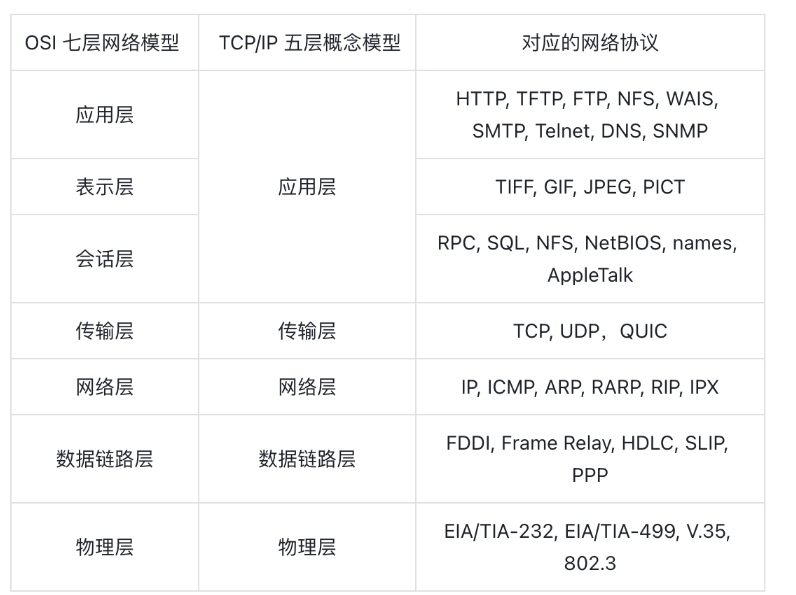 OSI 七层网络模型 TCP/IP 五层概念模型 对应的网络协议
应用层
HTTP, TFTP, FTP, NFS, WAIS,
SMTP, Telnet, DNS, SNMP
表示层
应用层
TIFF, GIF, JPEG, PICT
会话层
RPC, SQL, NFS, NetBIOS, names,
AppleTalk
传输层 传输层 TCP, UDP，QUIC
网络层 网络层 IP, ICMP, ARP, RARP, RIP, IPX
数据链路层 数据链路层
FDDI, Frame Relay, HDLC, SLIP,
PPP
物理层 物理层
EIA/TIA-232, EIA/TIA-499, V.35,
802.3